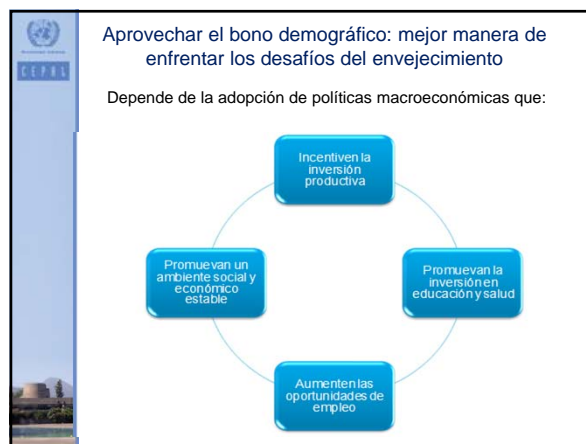 Aprovechar el bono demográfico: mejor manera de
enfrentar los desafíos del envejecimiento
CEPAL
Depende de la adopción de políticas macroeconómicas que:
Incentiven la
inversión
productiva
Promuevan la
inversión en
educación y salud
Aumenten las
oportunidades de
empleo
Promuevan un
ambiente social y
económico
estable